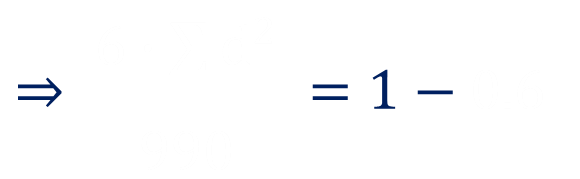 ⇒ = 1 −